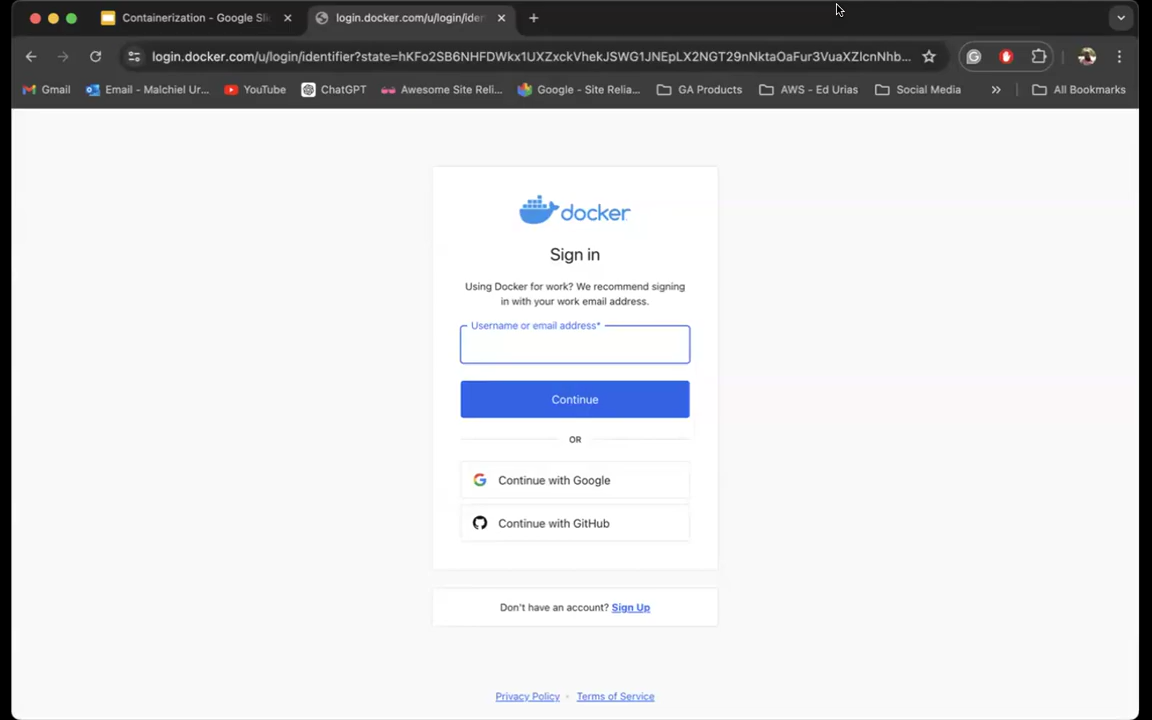 Containerization - Google Sli
login.docker.com/u/login/iden
login.docker.com/u/login/identifier?state=hKFo2SB6NHFDWkx1UXZxckVhekJSWG1JNEpLX2NGT29nNktaOaFur3VuaXZlcnNhb...
Gmail
Email - Malchiel Ur...
YouTube
ChatGPT
Awesome Site Reli...
Google - Site Relia...
GA Products
AWS - Ed Urias
Social Media
All Bookmarks
docker
Sign in
Using Docker for work? We recommend signing
in with your work email address.
Username or email address*
Continue
OR
Continue with Google
Continue with GitHub
Don't have an account? Sign Up
Privacy Policy
Terms of Service